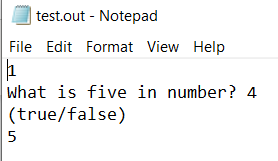 test.out - Notepad
File Edit Format View Help
1
What is five in number? 4
(true/false)
5